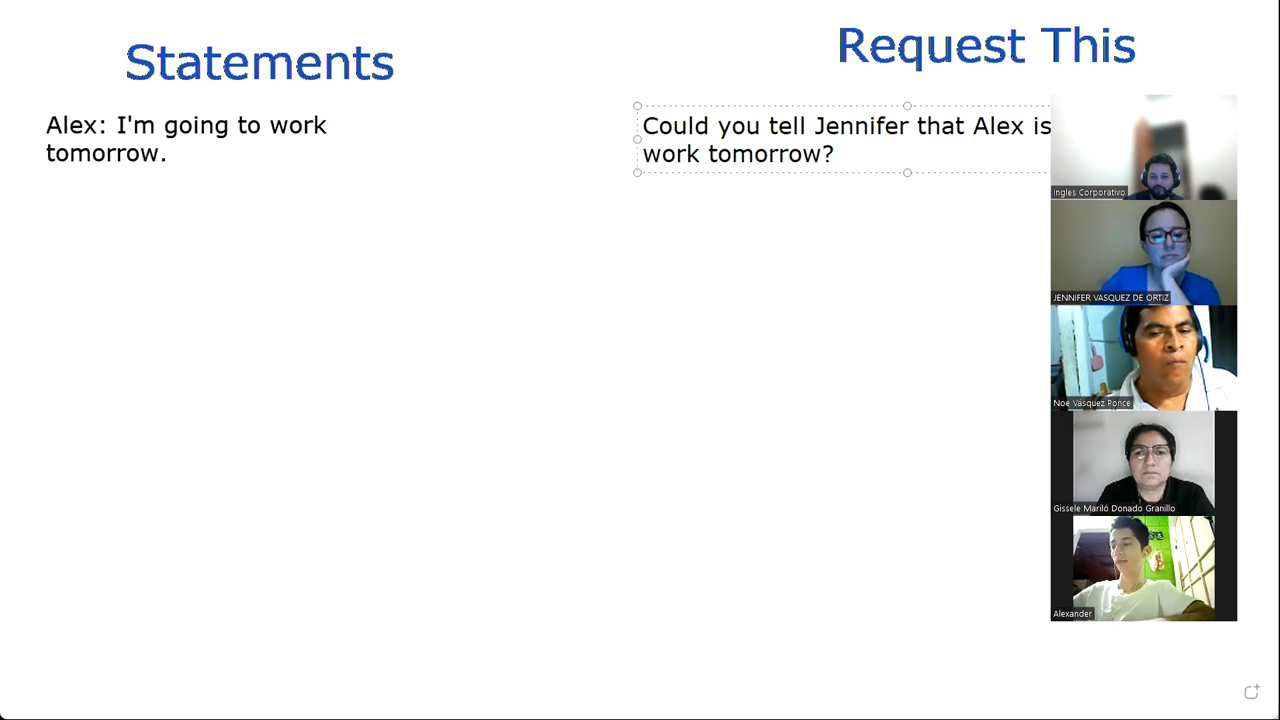 Statements
Request This
Alex: I'm going to work
tomorrow.
Could you tell Jennifer that Alex is
work tomorrow?
Ingles Corporativo
JENNIFER VASQUEZ DE ORTIZ
Noe Vásquez Ponce
Gissele Mariló Donado Granillo
Alexander